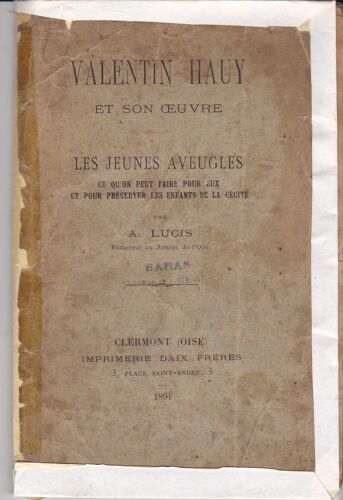 VALENTIN HAUY
ET SON ŒUVRE
LES JEUNES AVEUGLES
CE QU'ON PEUT FAIRE POUR EUX
ET POUR PRÉSERVER LES ENFANTS DE LA CÉCITÉ
PAR
A. LUCIS
Rédacteur au Semeur de l'Oise
BARAS
CLERMONT (OISE)
IMPRIMERIE DAIX FRÈRES
3, PLACE SAINT-ANDRÉ, 3
1891